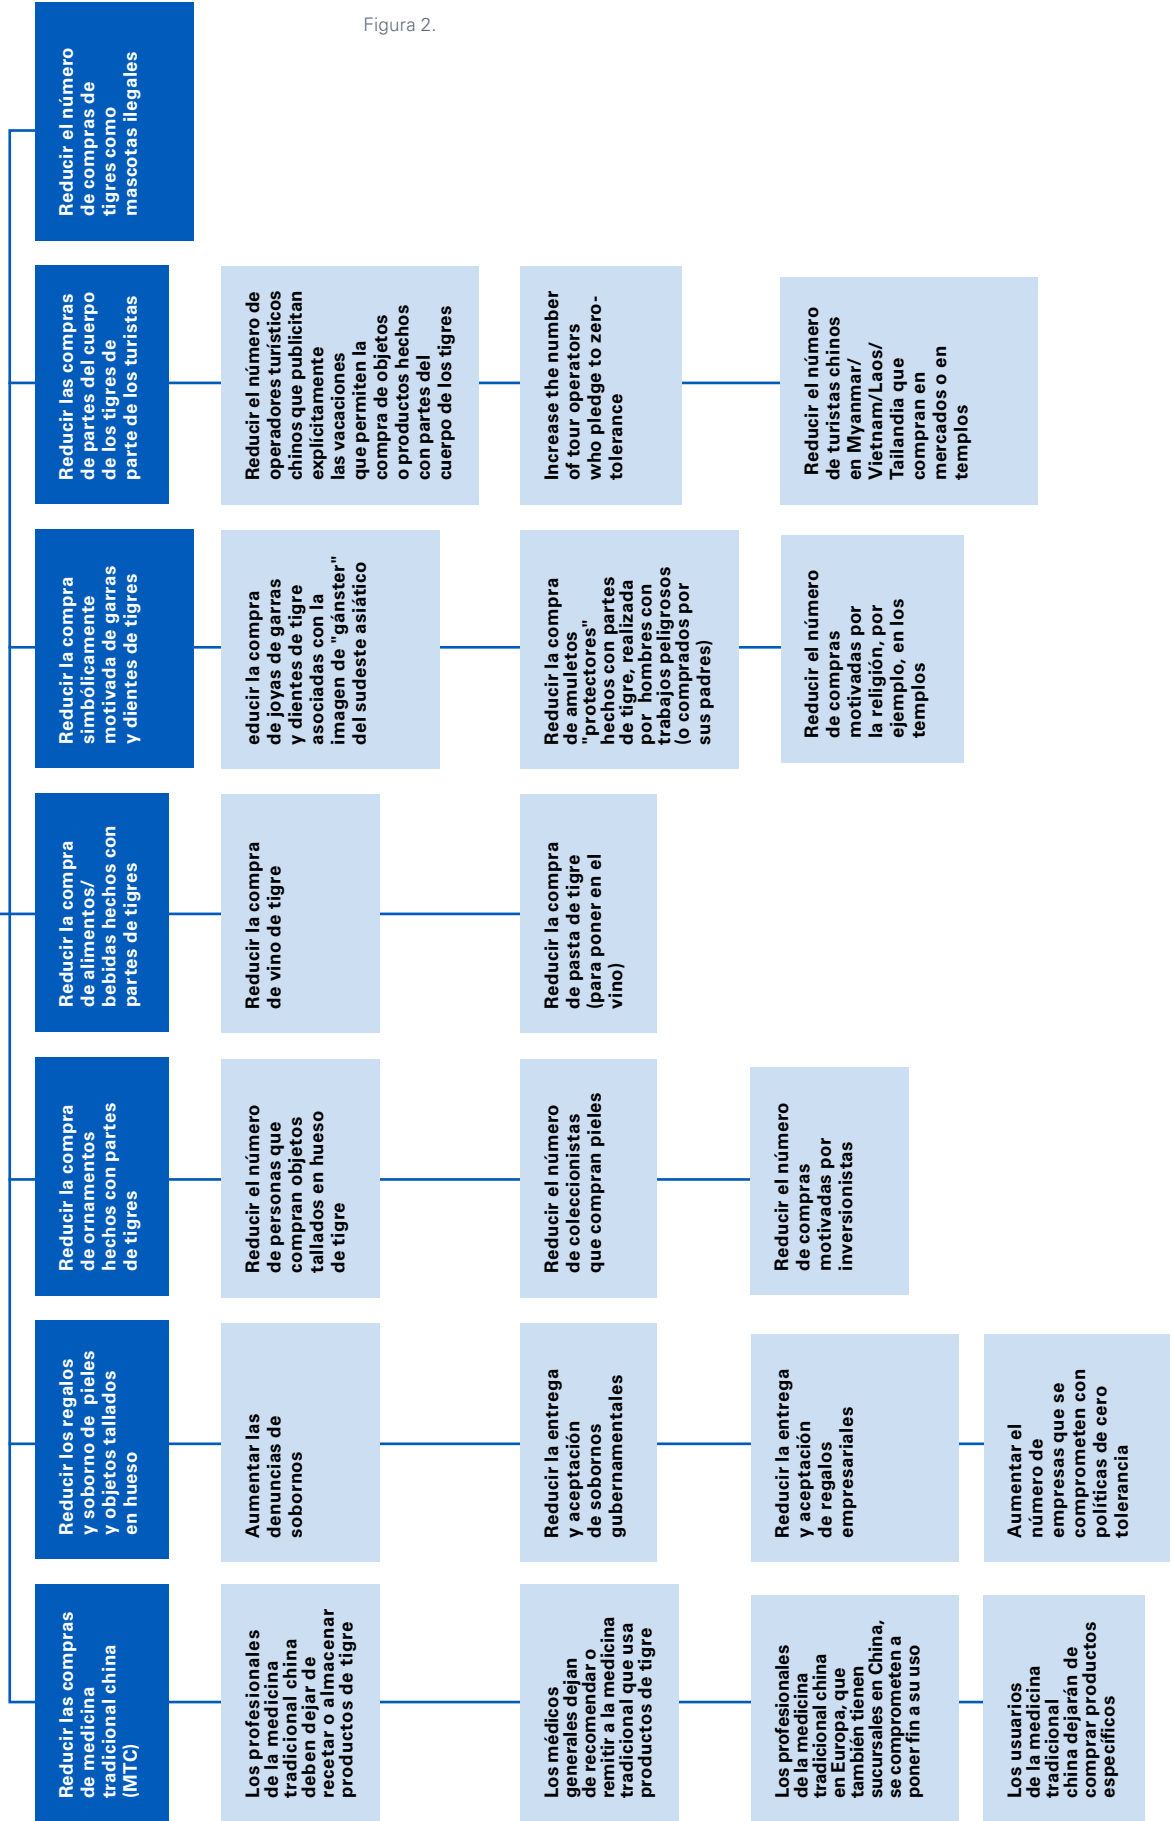 Figura 2.
Reducir las compras
de medicina
tradicional china
(MTC)
Los profesionales
de la medicina
tradicional china
deben dejar de
recetar o almacenar
productos de tigre
Los médicos
generales dejan
de recomendar o
remitir a la medicina
tradicional que usa
productos de tigre
Los profesionales
de la medicina
tradicional china
en Europa, que
también tienen
sucursales en China,
se comprometen a
poner fin a su uso
Los usuarios
de la medicina
tradicional
china dejarán de
comprar productos
específicos
Reducir los regalos
y soborno de pieles
y objetos tallados
en hueso
Aumentar las
denuncias de
sobornos
Reducir la entrega
y aceptación
de sobornos
gubernamentales
Reducir la entrega
y aceptación
de regalos
empresariales
Aumentar el
número de
empresas que se
comprometen con
políticas de cero
tolerancia
Reducir la compra
de ornamentos
hechos con partes
de tigres
Reducir el número
de personas que
compran objetos
tallados en hueso
de tigre
Reducir el número
de coleccionistas
que compran pieles
Reducir el número
de compras
motivadas por
inversionistas
Reducir la compra
de alimentos/
bebidas hechos con
partes de tigres
Reducir la compra
de vino de tigre
Reducir la compra
de pasta de tigre
(para poner en el
vino)
Reducir la compra
simbólicamente
motivada de garras
y dientes de tigres
educir la compra
de joyas de garras
y dientes de tigre
asociadas con la
imagen de "gánster"
del sudeste asiático
Reducir la compra
de amuletos
"protectores"
hechos con partes
de tigre, realizada
por hombres con
trabajos peligrosos
(o comprados por
sus padres)
Reducir el número
de compras
motivadas por
la religión, por
ejemplo, en los
templos
Reducir las compras
de partes del cuerpo
de los tigres de
parte de los turistas
Reducir el número de
operadores turísticos
chinos que publicitan
explícitamente
las vacaciones
que permiten la
compra de objetos
o productos hechos
con partes del
cuerpo de los tigres
Increase the number
of tour operators
who pledge to zero-
tolerance
Reducir el número
de turistas chinos
en Myanmar/
Vietnam/Laos/
Tailandia que
compran en
mercados o en
templos
Reducir el número
de compras de
tigres como
mascotas ilegales